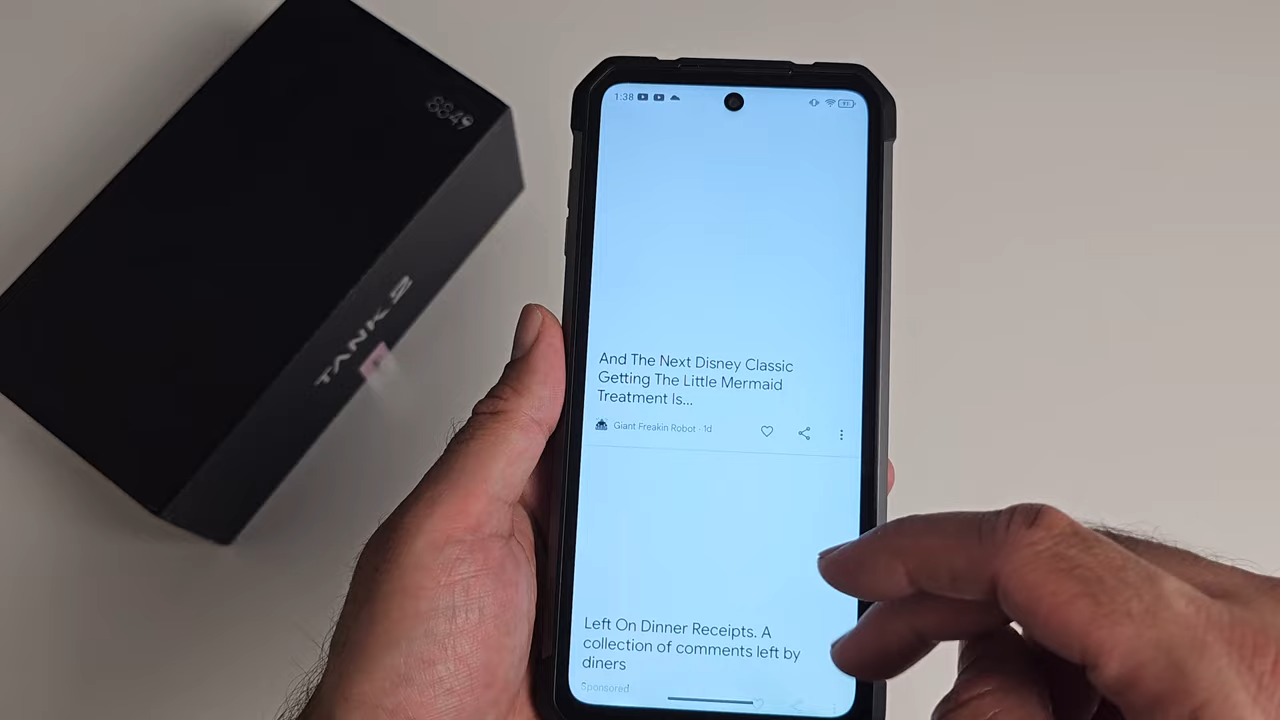 8849
TANK 2
1:38
And The Next Disney Classic
Getting The Little Mermaid
Treatment Is...
Giant Freakin Robot · 1d
Left On Dinner Receipts. A
collection of comments left by
diners
Sponsored